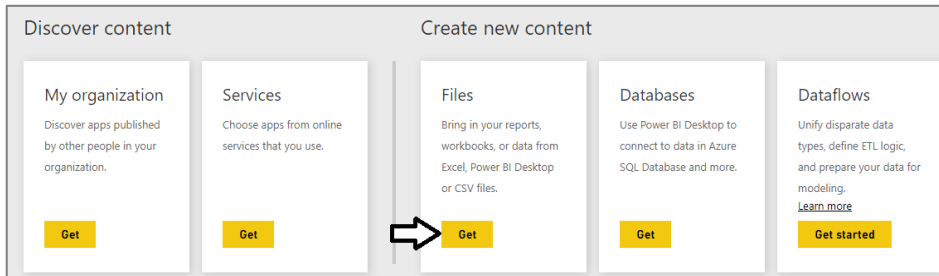 Discover content
Create new content
My organization
Discover apps published
by other people in your
organization.
Get
Services
Choose apps from online
services that you use.
Get
Files
Bring in your reports,
workbooks, or data from
Excel, Power BI Desktop
or CSV files.
Get
Databases
Use Power BI Desktop to
connect to data in Azure
SQL Database and more.
Get
Dataflows
Unify disparate data
types, define ETL logic,
and prepare your data for
modeling.
Learn more
Get started